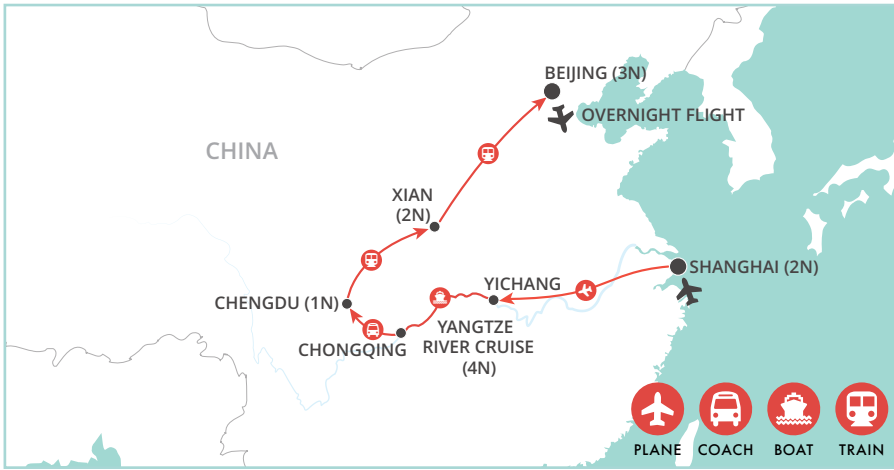 BEIJING (3N)
OVERNIGHT FLIGHT
CHINA
XIAN
(2N)
SHANGHAI (2N)
YICHANG
CHENGDU (1N)
YANGTZE
RIVER CRUISE
(4N)
CHONGQING
PLANE
COACH
BOAT
TRAIN